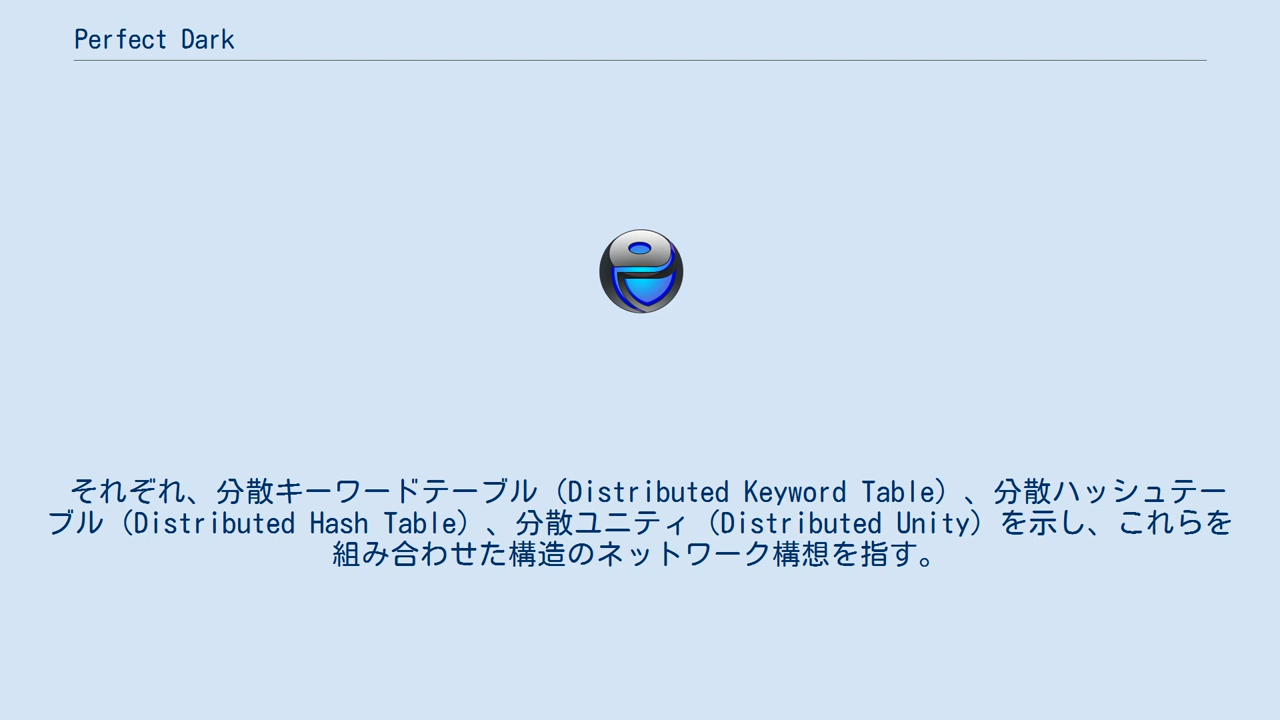 Perfect Dark
それぞれ、分散キーワードテーブル（Distributed Keyword Table）、分散ハッシュテー
ブル（Distributed Hash Table）、分散ユニティ（Distributed Unity）を示し、これらを
組み合わせた構造のネットワーク構想を指す。